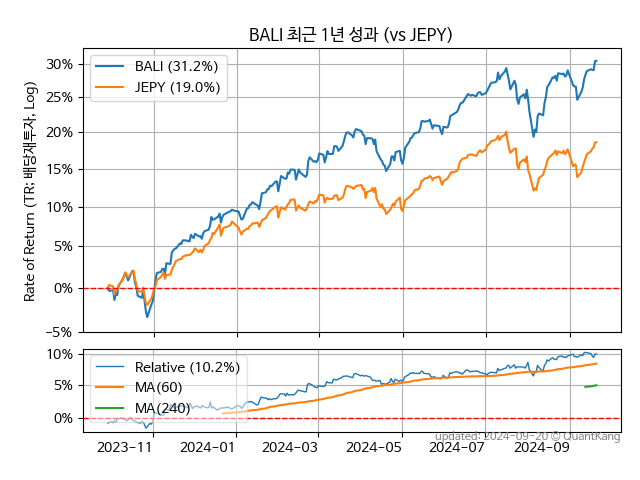 BALI 최근 1년 성과 (vs JEPY)
Rate of Return (TR: 배당재투자, Log)
30%
25%
20%
15%
10%
5%
0%
−5%
BALI (31.2%)
JEPY (19.0%)
10%
5%
0%
Relative (10.2%)
MA(60)
MA(240)
2023-11
2024-01
2024-03
2024-05
2024-07
2024-09
updated: 2024-09-20 © QuantKang